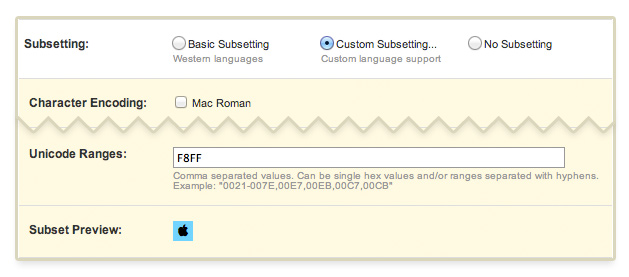 Subsetting: Basic Subsetting Custom Subsetting... No Subsetting
Western languages Custom language support
Character Encoding: Mac Roman
Unicode Ranges: F8FF
Comma separated values. Can be single hex values and/or ranges separated with hyphens.
Example: "0021-007E,00E7,00EB,00C7,00CB"
Subset Preview: